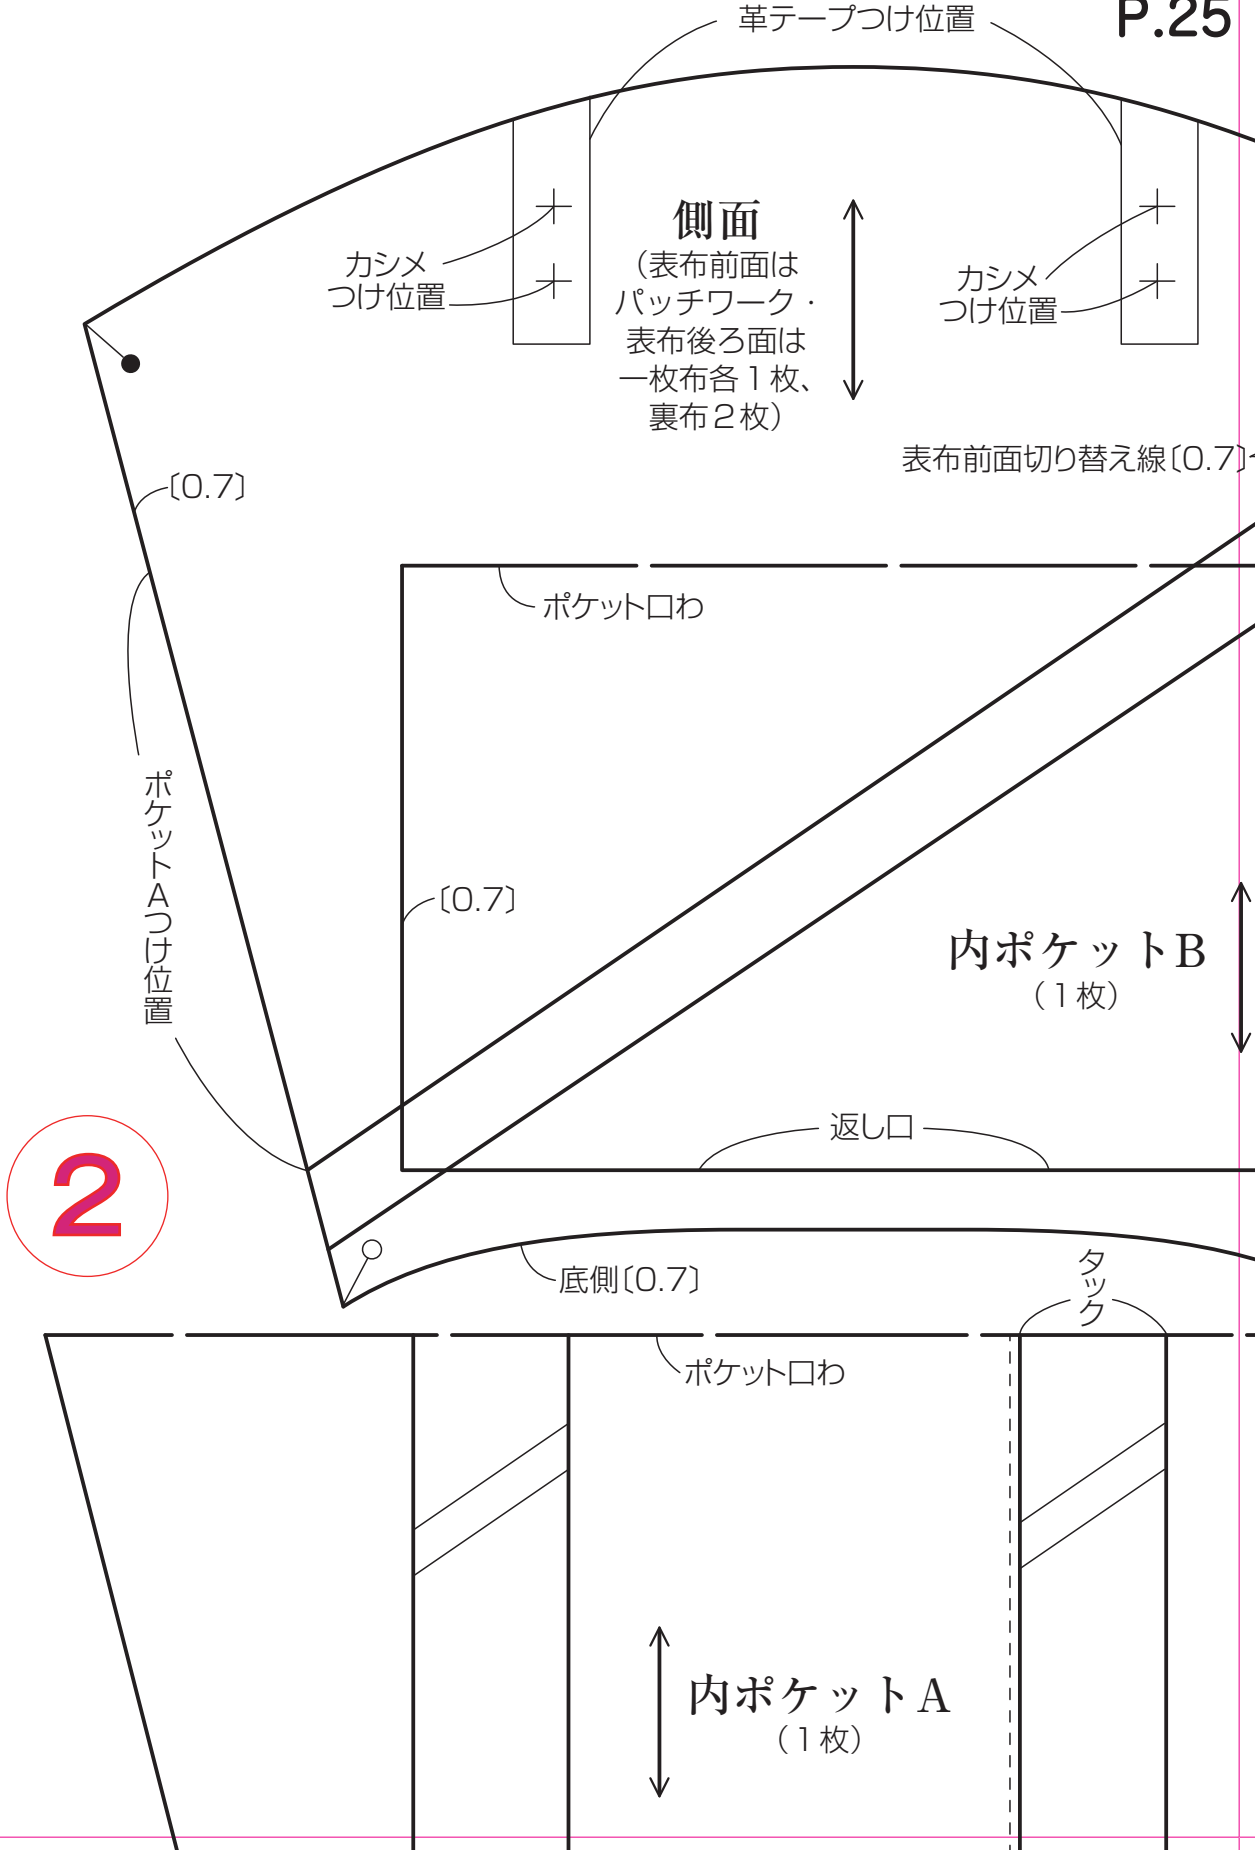 革テープつけ位置
P.25
側面
（表布前面は
パッチワーク・
表布後ろ面は
一枚布各1枚、
裏布2枚）
カシメ
つけ位置
カシメ
つけ位置
表布前面切り替え線〔0.7〕
〔0.7〕
ポケット口わ
ポケットAつけ位置
〔0.7〕
内ポケットB
（1枚）
返し口
2
底側〔0.7〕
タック
ポケット口わ
内ポケットA
（1枚）